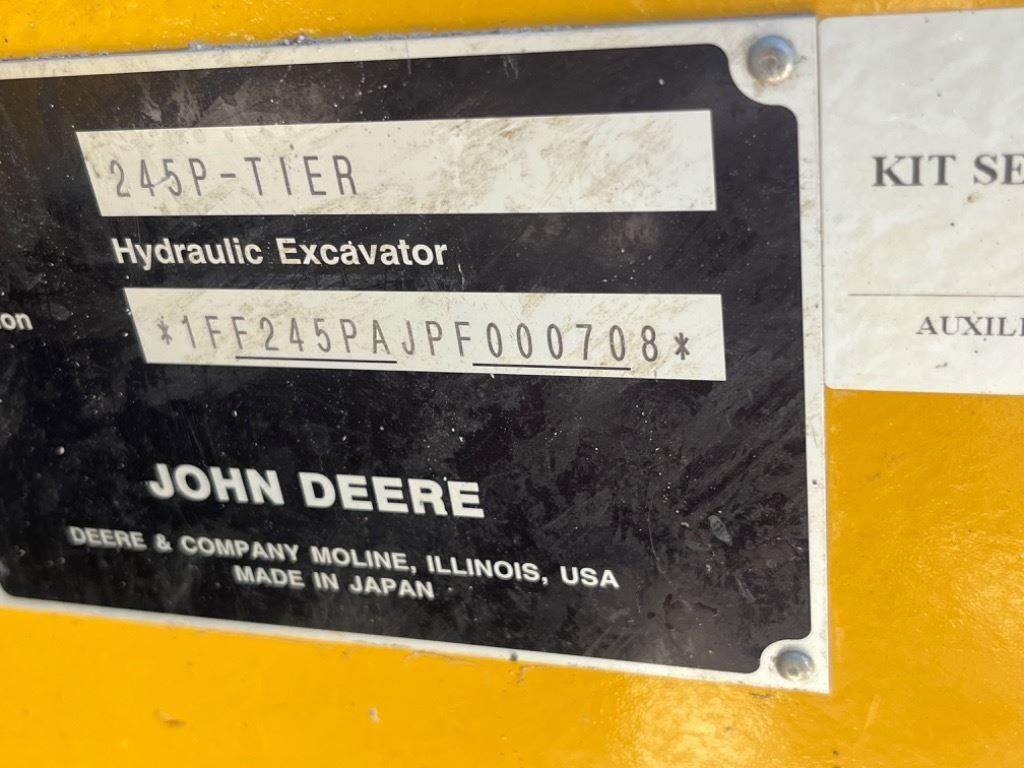 245P-TIER
Hydraulic Excavator
on
*1FF245PAJPF000708*
JOHN DEERE
DEERE & COMPANY MOLINE, ILLINOIS, USA
MADE IN JAPAN
KIT SE
AUXILI